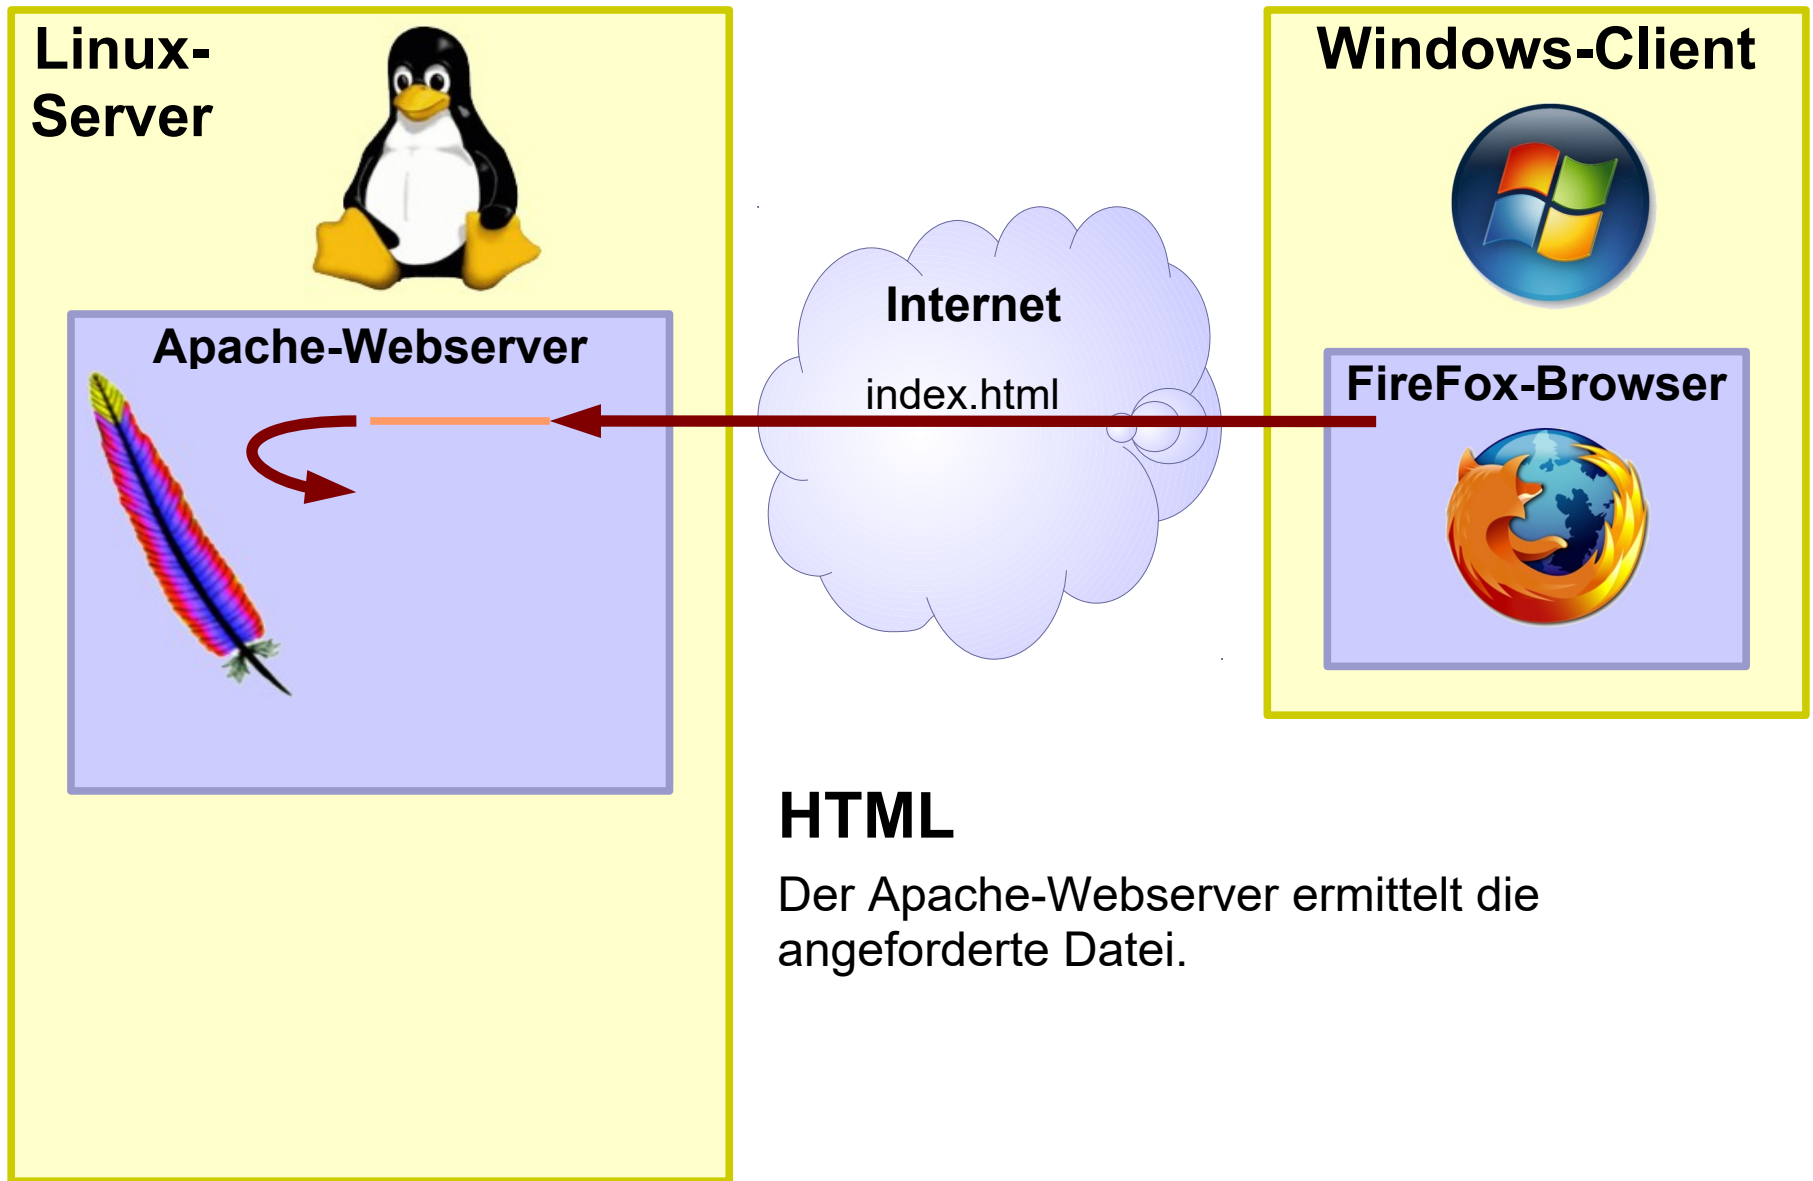 Linux-
Server
Windows-Client
Internet
index.html
Apache-Webserver
FireFox-Browser
HTML
Der Apache-Webserver ermittelt die
angeforderte Datei.